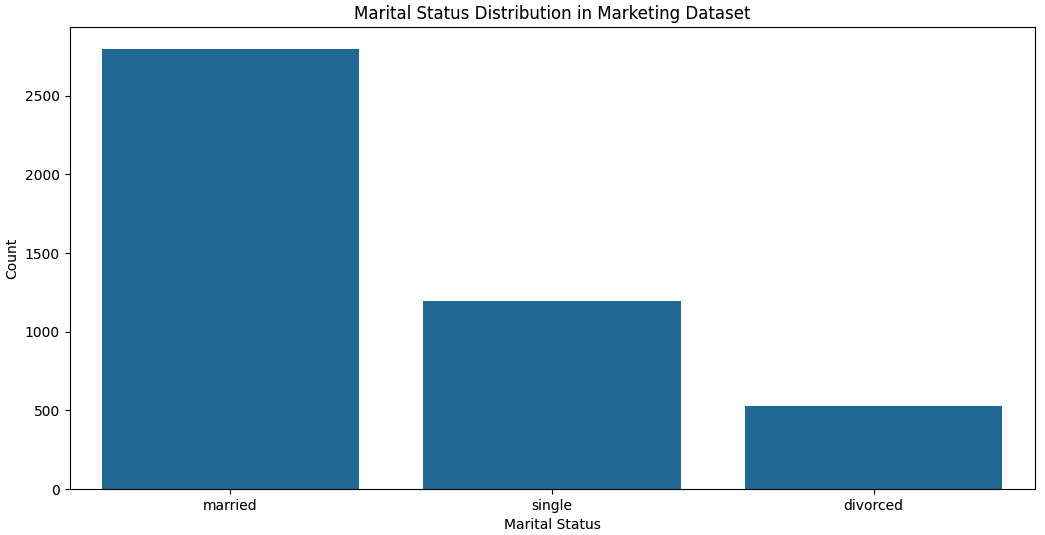 Marital Status Distribution in Marketing Dataset
2500
2000
1500
1000
500
0
Count
married single divorced
Marital Status